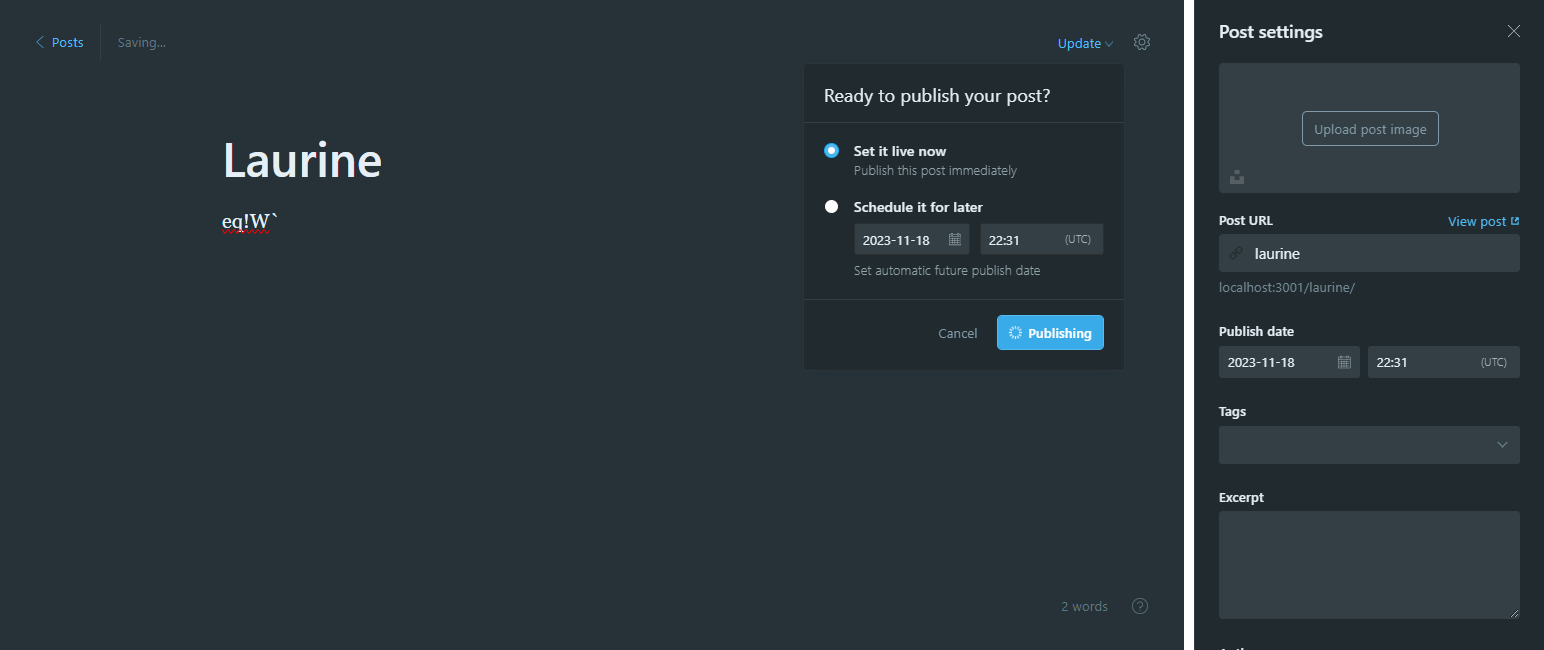 Posts
Saving...
Update
Laurine
eq!W`
Ready to publish your post?
Set it live now
Publish this post immediately
Schedule it for later
2023-11-18
22:31 (UTC)
Set automatic future publish date
Cancel
Publishing
2 words
?
Post settings
Upload post image
Post URL
View post
laurine
localhost:3001/laurine/
Publish date
2023-11-18
22:31 (UTC)
Tags
Excerpt